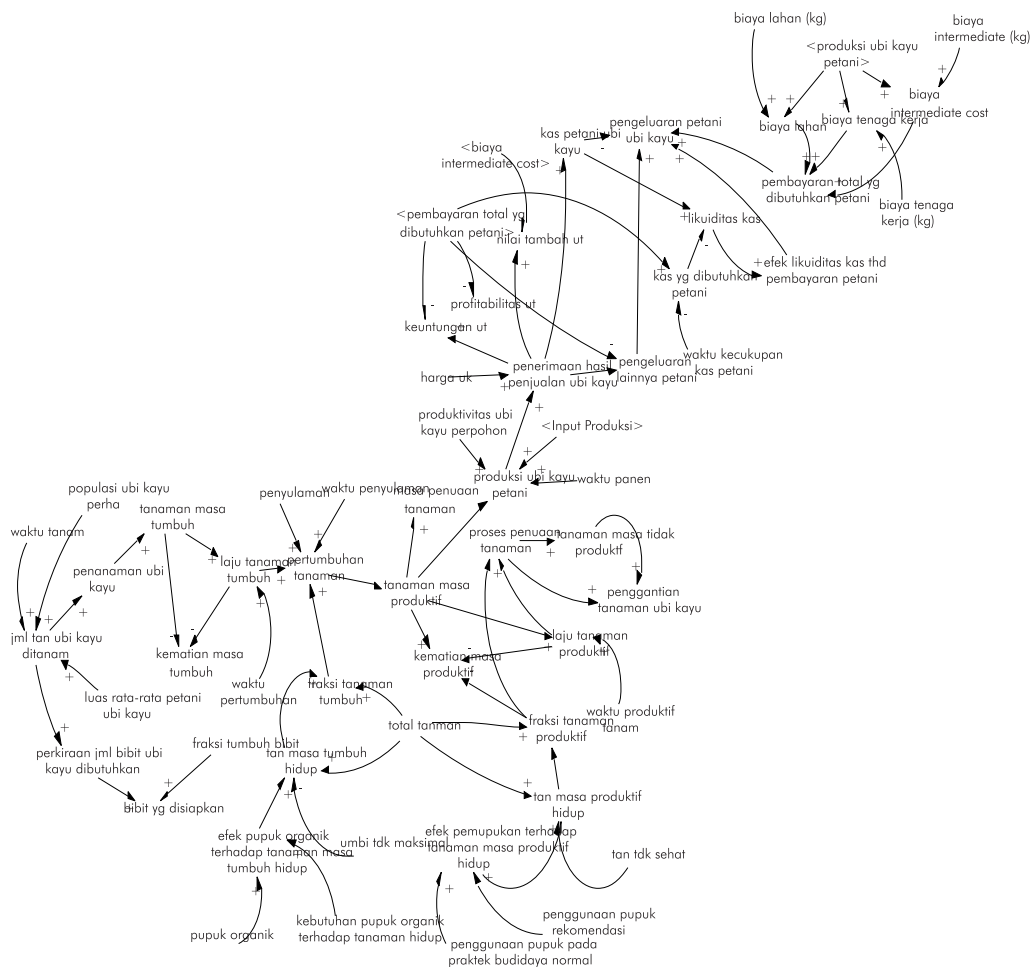 biaya lahan (kg)
biaya
intermediate (kg)
<produksi ubi kayu
petani>
biaya
intermediate cost
biaya lahan
biaya tenaga kerja
pengeluaran petani
ubi kayu
kas petani ubi
kayu
<biaya
intermediate cost>
pembayaran total yg
dibutuhkan petani
biaya tenaga
kerja (kg)
<pembayaran total yg
dibutuhkan petani>
likuiditas kas
nilai tambah ut
efek likuiditas kas thd
pembayaran petani
kas yg dibutuhkan
petani
profitabilitas ut
keuntungan ut
waktu kecukupan
kas petani
penerimaan hasil
penjualan ubi kayu
pengeluaran
lainnya petani
harga uk
produktivitas ubi
kayu perpohon
<Input Produksi>
produksi ubi kayu
petani
waktu panen
populasi ubi kayu
perha
tanaman masa
tumbuh
penyulaman
waktu penyulaman
masa penuaan
tanaman
waktu tanam
penanaman ubi
kayu
laju tanaman
tumbuh
pertumbuhan
tanaman
proses penuaan
tanaman
tanaman masa tidak
produktf
tanaman masa
produktif
penggantian
tanaman ubi kayu
jml tan ubi kayu
ditanam
kematian masa
tumbuh
kematian masa
produktif
laju tanaman
produktif
luas rata-rata petani
ubi kayu
waktu
pertumbuhan
fraksi tanaman
tumbuh
total tanman
fraksi tanaman
produktif
waktu produktif
tanam
perkiraan jml bibit ubi
kayu dibutuhkan
fraksi tumbuh bibit
tan masa tumbuh
hidup
bibit yg disiapkan
tan masa produktif
hidup
efek pupuk organik
terhadap tanaman masa
tumbuh hidup
umbi tdk maksimal
efek pemupukan terhadap
tanaman masa produktif
hidup
tan tdk sehat
pupuk organik
kebutuhan pupuk organik
terhadap tanaman hidup
penggunaan pupuk
rekomendasi
penggunaan pupuk pada
praktek budidaya normal